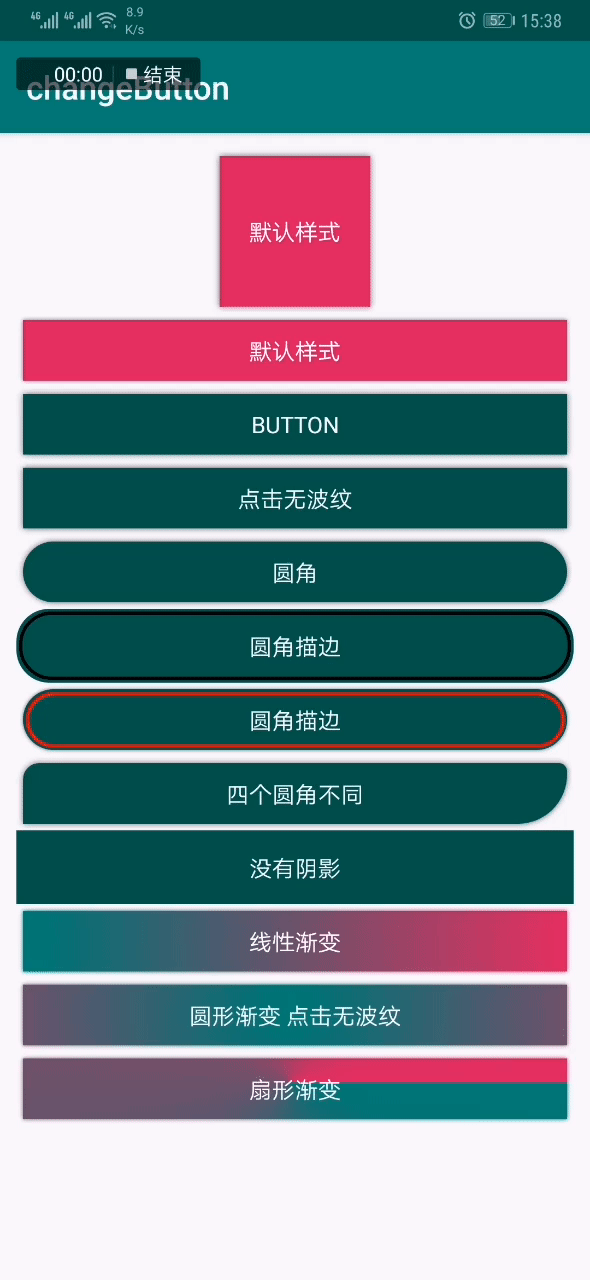 4G 4G 8.9 K/s 52 15:38
00:00 结束
changeButton
默认样式
默认样式
BUTTON
点击无波纹
圆角
圆角描边
圆角描边
四个圆角不同
没有阴影
线性渐变
圆形渐变 点击无波纹
扇形渐变